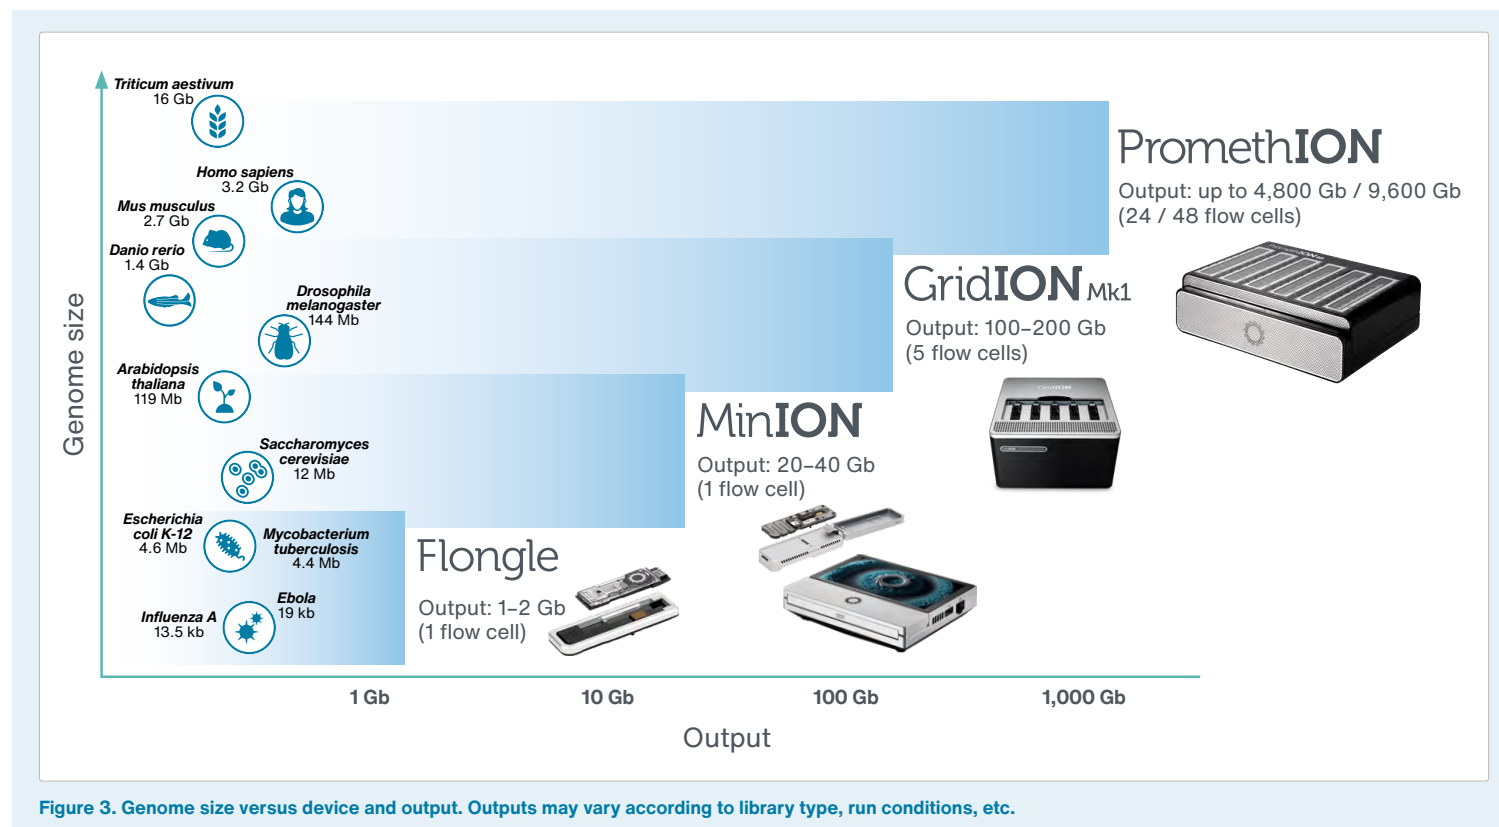 Triticum aestivum
16 Gb
Homo sapiens
3.2 Gb
Mus musculus
2.7 Gb
Danio rerio
1.4 Gb
Drosophila
melanogaster
144 Mb
Arabidopsis
thaliana
119 Mb
Saccharomyces
cerevisiae
12 Mb
Escherichia
coli K-12
4.6 Mb
Mycobacterium
tuberculosis
4.4 Mb
Ebola
19 kb
Influenza A
13.5 kb
Genome size
PromethION
Output: up to 4,800 Gb / 9,600 Gb
(24 / 48 flow cells)
PromethION
GridION Mk1
Output: 100–200 Gb
(5 flow cells)
GridION
MinION
Output: 20–40 Gb
(1 flow cell)
Flongle
Output: 1–2 Gb
(1 flow cell)
1 Gb
10 Gb
100 Gb
1,000 Gb
Output
Figure 3. Genome size versus device and output. Outputs may vary according to library type, run conditions, etc.